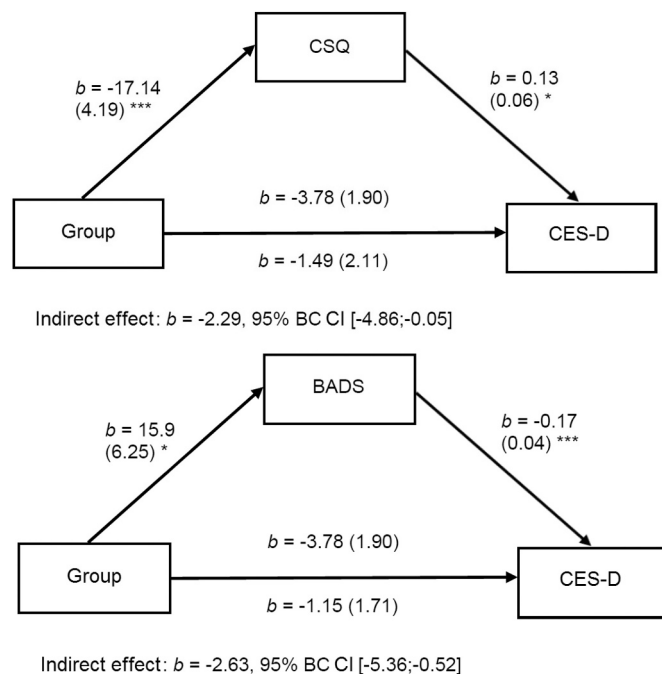 CSQ
b = -17.14
(4.19) ***
b = 0.13
(0.06) *
b = -3.78 (1.90)
Group
CES-D
b = -1.49 (2.11)
Indirect effect: b = -2.29, 95% BC CI [-4.86;-0.05]
BADS
b = 15.9
(6.25) *
b = -0.17
(0.04) ***
b = -3.78 (1.90)
Group
CES-D
b = -1.15 (1.71)
Indirect effect: b = -2.63, 95% BC CI [-5.36;-0.52]